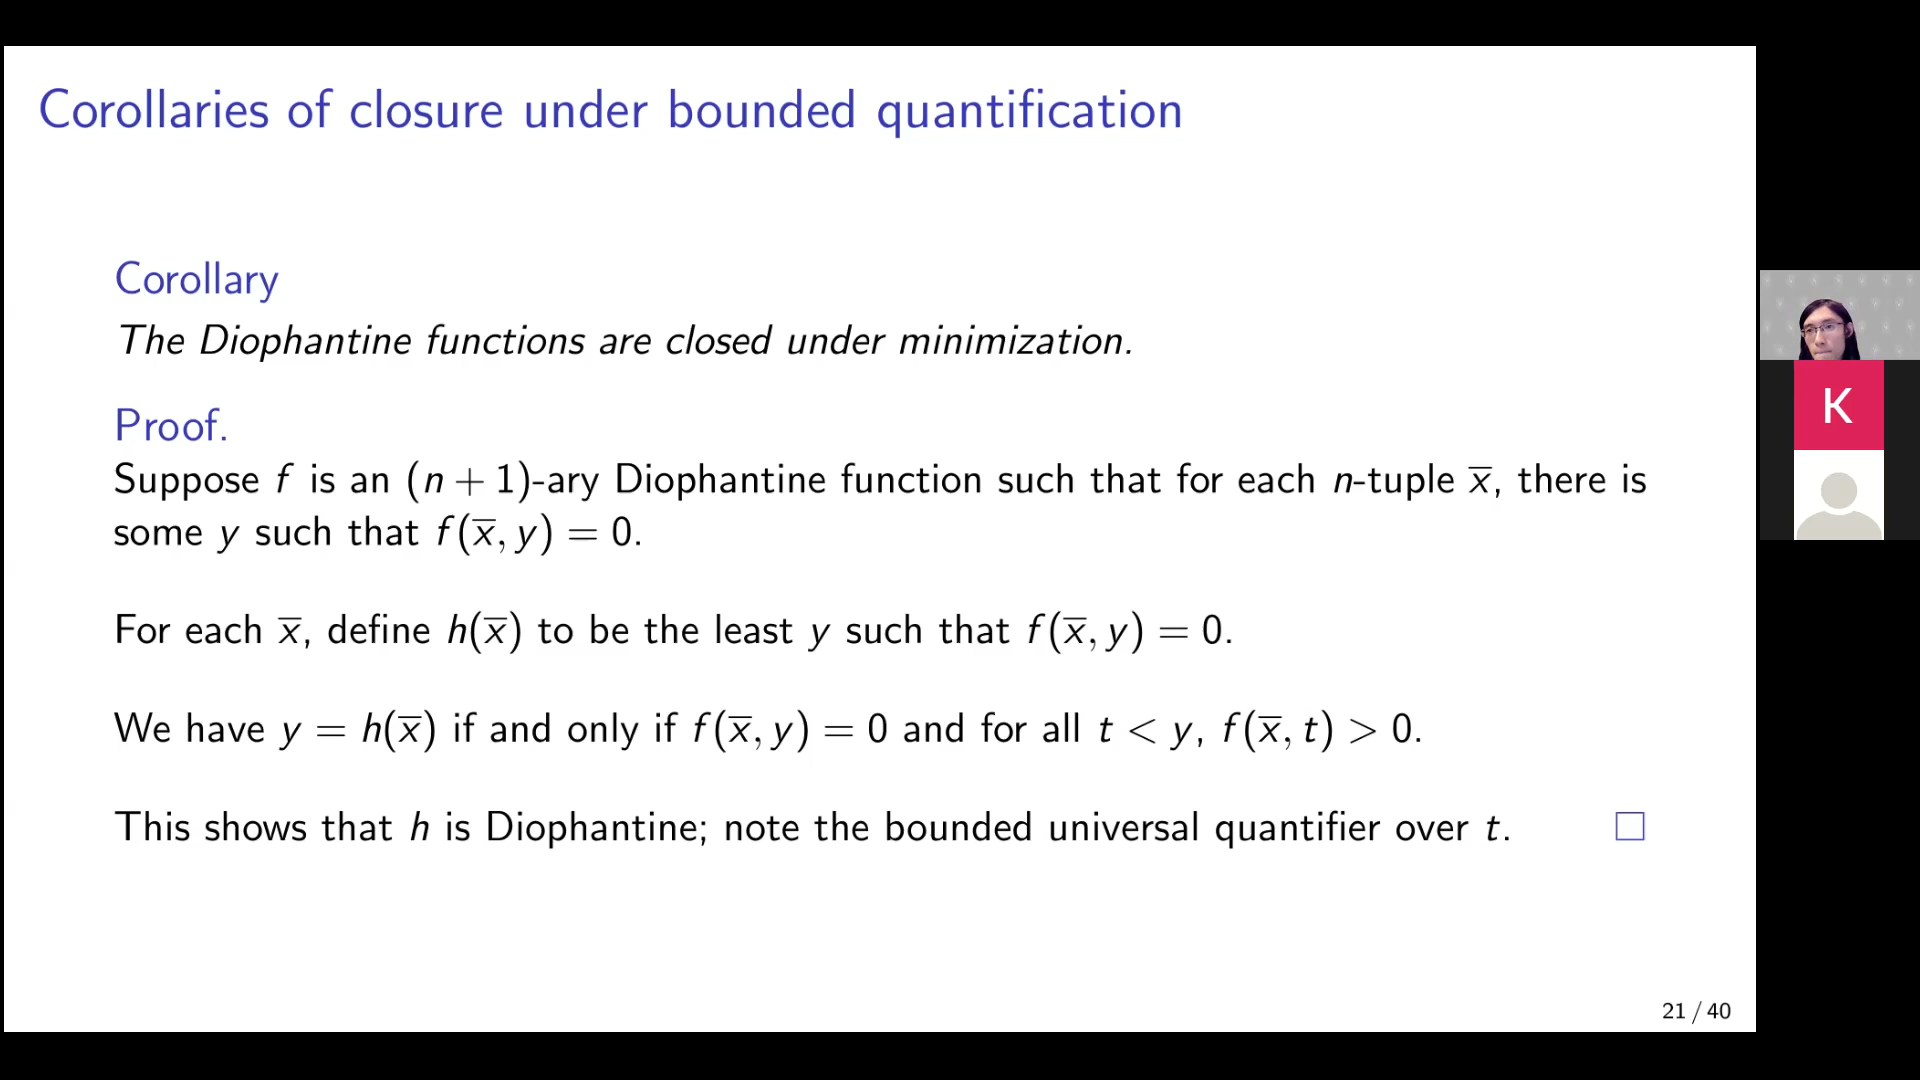 Corollaries of closure under bounded quantification
Corollary
The Diophantine functions are closed under minimization.
Proof.
Suppose f is an (n + 1)-ary Diophantine function such that for each n-tuple x̅, there is
some y such that f(x̅, y) = 0.
For each x̅, define h(x̅) to be the least y such that f(x̅, y) = 0.
We have y = h(x̅) if and only if f(x̅, y) = 0 and for all t < y, f(x̅, t) > 0.
This shows that h is Diophantine; note the bounded universal quantifier over t. □
21 / 40
K